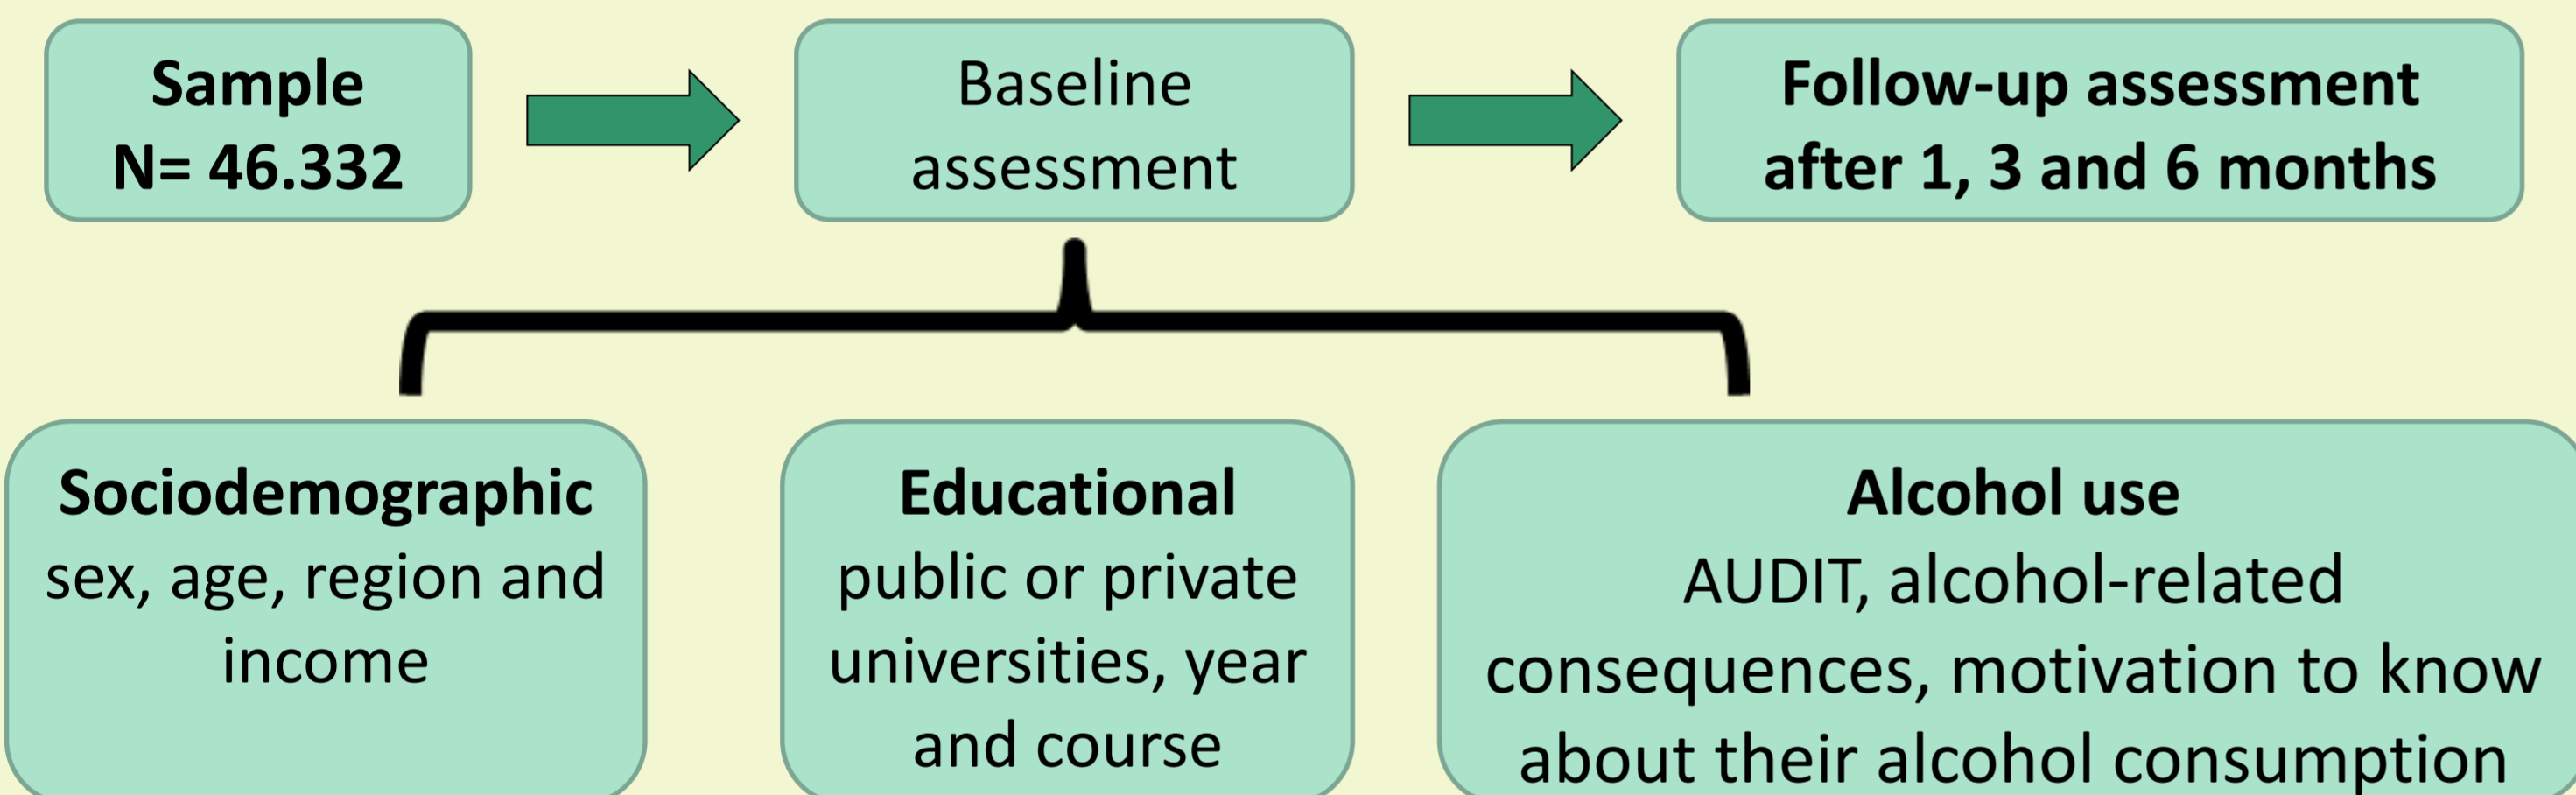 Sample
N= 46.332
Baseline
assessment
Follow-up assessment
after 1, 3 and 6 months
Sociodemographic
sex, age, region and
income
Educational
public or private
universities, year
and course
Alcohol use
AUDIT, alcohol-related
consequences, motivation to know
about their alcohol consumption